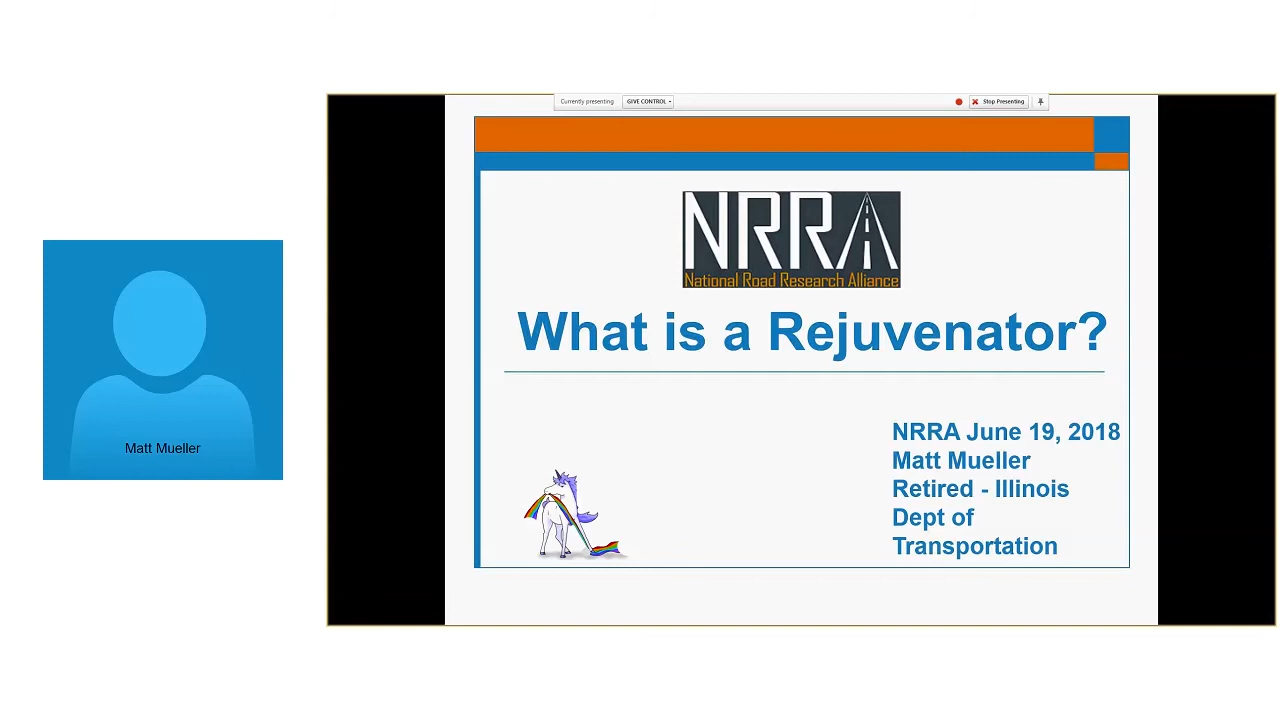 Currently presenting
GIVE CONTROL
Stop Presenting
NRRA
National Road Research Alliance
What is a Rejuvenator?
NRRA June 19, 2018
Matt Mueller
Retired - Illinois
Dept of
Transportation
Matt Mueller